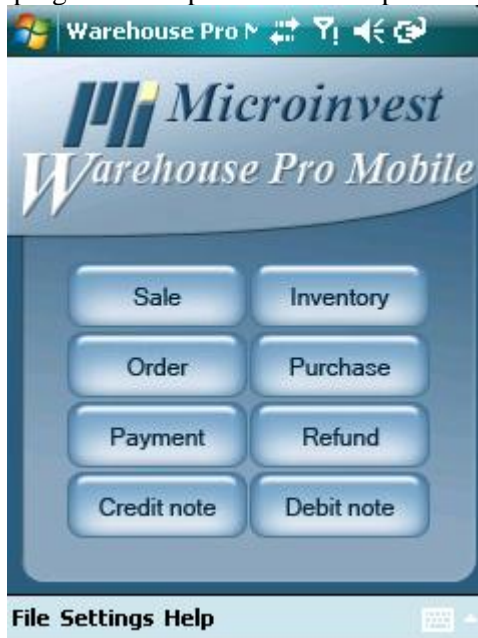 Warehouse Pro M
Microinvest
Warehouse Pro Mobile
Sale Inventory
Order Purchase
Payment Refund
Credit note Debit note
File Settings Help